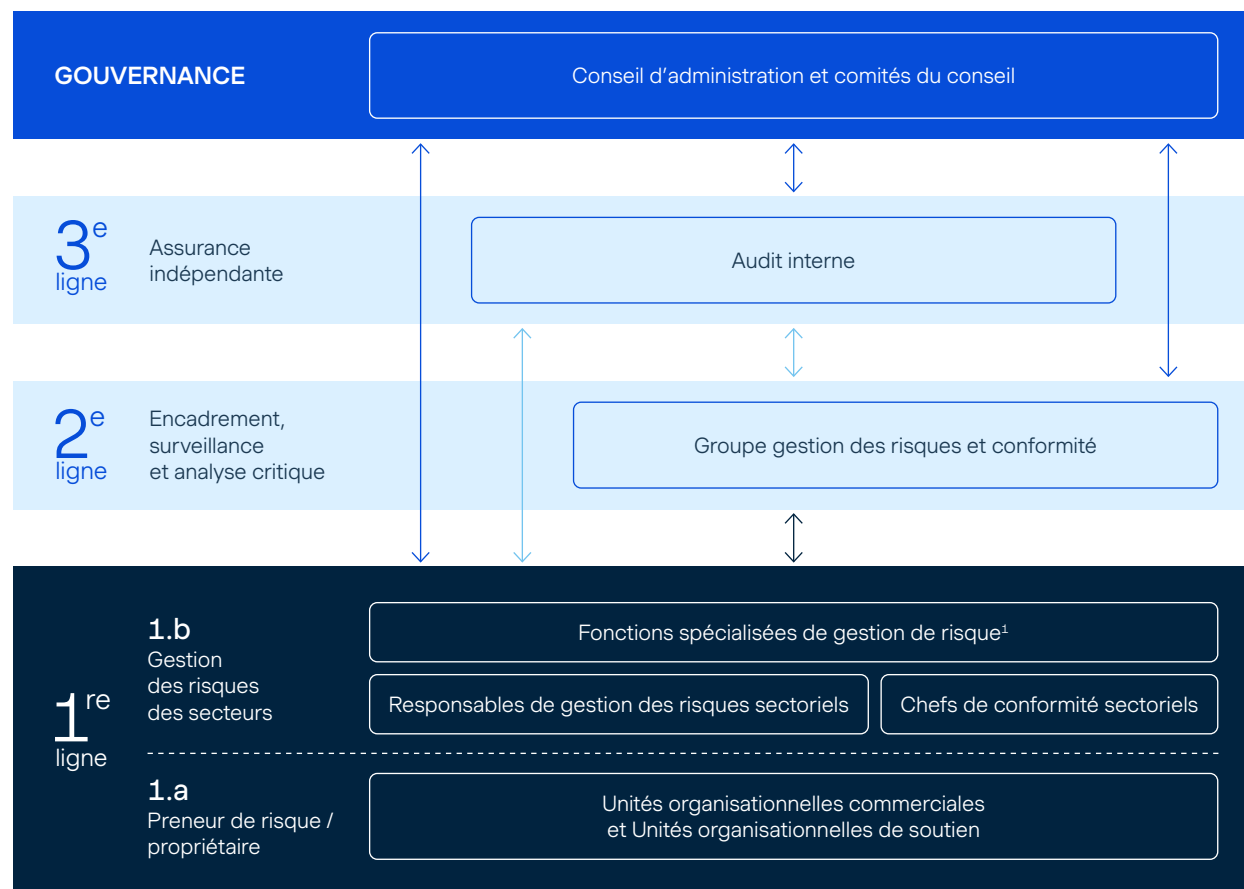 GOUVERNANCE
Conseil d’administration et comités du conseil
3e
ligne
Assurance
indépendante
Audit interne
2e
ligne
Encadrement,
surveillance
et analyse critique
Groupe gestion des risques et conformité
1re
ligne
1.b
Gestion
des risques
des secteurs
Fonctions spécialisées de gestion de risque¹
Responsables de gestion des risques sectoriels
Chefs de conformité sectoriels
1.a
Preneur de risque /
propriétaire
Unités organisationnelles commerciales
et Unités organisationnelles de soutien